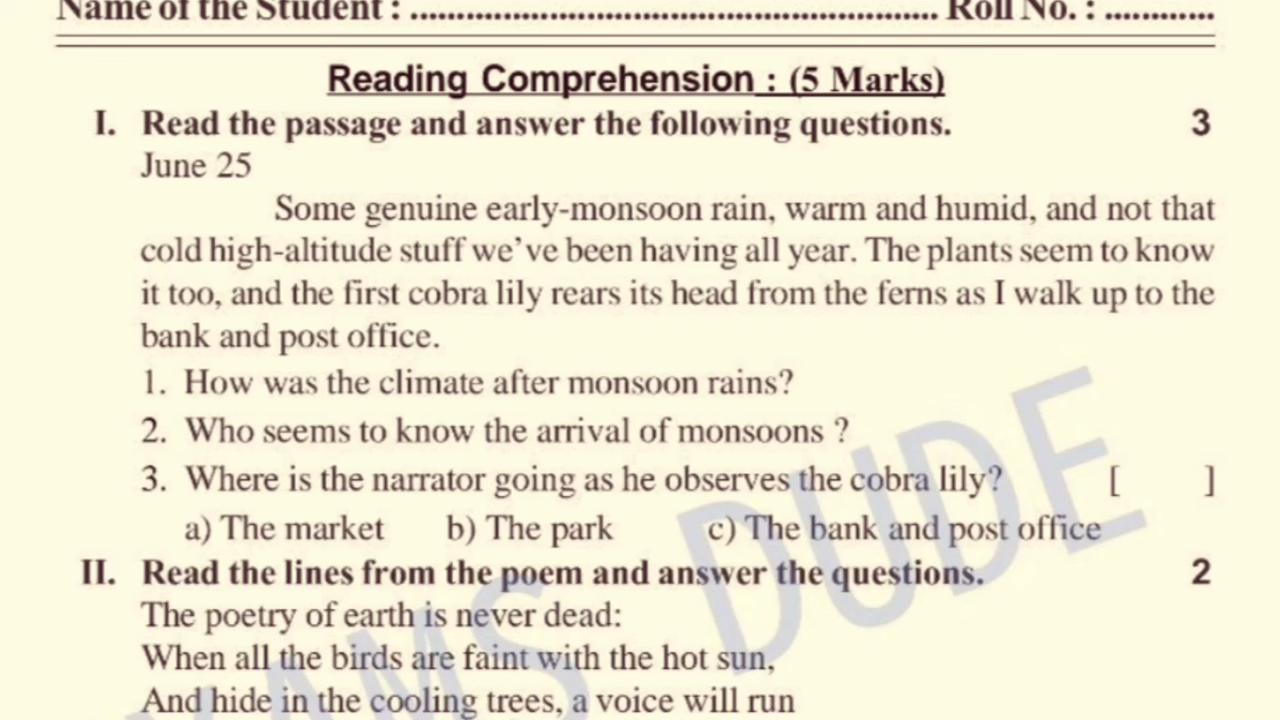 Name of the Student : ........................................................ Roll No. : ............
Reading Comprehension : (5 Marks)
I. Read the passage and answer the following questions. 3
June 25
Some genuine early-monsoon rain, warm and humid, and not that
cold high-altitude stuff we've been having all year. The plants seem to know
it too, and the first cobra lily rears its head from the ferns as I walk up to the
bank and post office.
1. How was the climate after monsoon rains?
2. Who seems to know the arrival of monsoons ?
3. Where is the narrator going as he observes the cobra lily? [ ]
a) The market b) The park c) The bank and post office
II. Read the lines from the poem and answer the questions. 2
The poetry of earth is never dead:
When all the birds are faint with the hot sun,
And hide in the cooling trees, a voice will run
DUDE